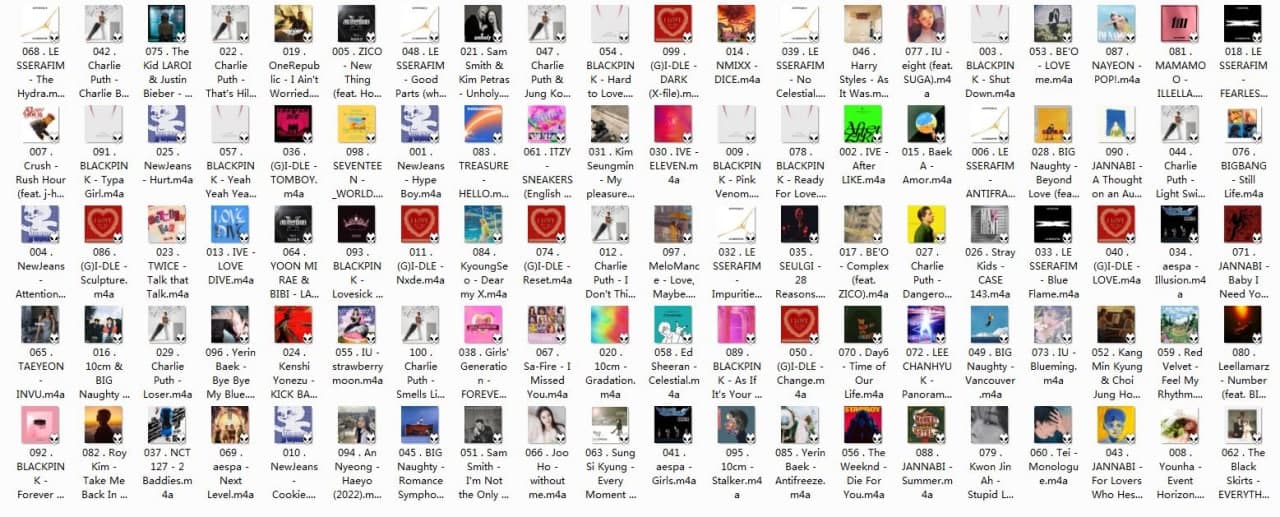 068 . LE SSERAFIM - The Hydra.m...
042 . Charlie Puth - Charlie B...
075 . The Kid LAROI & Justin Bieber - ...
022 . Charlie Puth - That's Hil...
019 . OneRepublic - I Ain't Worried....
005 . ZICO - New Thing (feat. Ho...
048 . LE SSERAFIM - Good Parts (wh...
021 . Sam Smith & Kim Petras - Unholy....
047 . Charlie Puth & Jung Ko...
054 . BLACKPINK - Hard to Love....
099 . (G)I-DLE - DARK (X-file).m...
014 . NMIXX - DICE.m4a
039 . LE SSERAFIM - No Celestial....
046 . Harry Styles - As It Was.m...
077 . IU - eight (feat. SUGA).m4a
003 . BLACKPINK - Shut Down.m4a
053 . BE'O - LOVE me.m4a
087 . NAYEON - POP!.m4a
081 . MAMAMOO - ILLELLA....
018 . LE SSERAFIM - FEARLES...
007 . Crush - Rush Hour (feat. j-h...
091 . BLACKPINK - Typa Girl.m4a
025 . NewJeans - Hurt.m4a
057 . BLACKPINK - Yeah Yeah Yea...
036 . (G)I-DLE - TOMBOY.m4a
098 . SEVENTEEN - _WORLD....
001 . NewJeans - Hype Boy.m4a
083 . TREASURE - HELLO.m...
061 . ITZY - SNEAKERS (English ...
031 . Kim Seungmin - My pleasure...
030 . IVE - ELEVEN.m4a
009 . BLACKPINK - Pink Venom....
078 . BLACKPINK - Ready For Love....
002 . IVE - After LIKE.m4a
015 . BaekA - Amor.m4a
006 . LE SSERAFIM - ANTIFRA...
028 . BIG Naughty - Beyond Love (fea...
090 . JANNABI - A Thought on an Au...
044 . Charlie Puth - Light Swi...
076 . BIGBANG - Still Life.m4a
004 . NewJeans - Attention...
086 . (G)I-DLE - Sculpture.m4a
023 . TWICE - Talk that Talk.m4a
013 . IVE - LOVE DIVE.m4a
064 . YOON MI RAE & BIBI - LA...
093 . BLACKPINK - Lovesick ...
011 . (G)I-DLE - Nxde.m4a
084 . KyoungSeo - Dear my X.m4a
074 . (G)I-DLE - Reset.m4a
012 . Charlie Puth - I Don't Thi...
097 . MeloMance - Love, Maybe....
032 . LE SSERAFIM - Impurities...
035 . SEULGI - 28 Reasons....
017 . BE'O - Complex (feat. ZICO).m4a
027 . Charlie Puth - Dangero...
026 . Stray Kids - CASE 143.m4a
033 . LE SSERAFIM - Blue Flame.m4a
040 . (G)I-DLE - LOVE.m4a
034 . aespa - Illusion.m4a
071 . JANNABI - Baby I Need Yo...
065 . TAEYEON - INVU.m4a
016 . 10cm & BIG Naughty ...
029 . Charlie Puth - Loser.m4a
096 . Yerin Baek - Bye Bye My Blue....
024 . Kenshi Yonezu - KICK BA...
055 . IU - strawberry moon.m4a
100 . Charlie Puth - Smells Li...
038 . Girls' Generation - FOREVE...
067 . Sa-Fire - I Missed You.m4a
020 . 10cm - Gradation.m4a
058 . Ed Sheeran - Celestial.m4a
089 . BLACKPINK - As If It's Your ...
050 . (G)I-DLE - Change.m4a
070 . Day6 - Time of Our Life.m4a
072 . LEE CHANHYUK - Panoram...
049 . BIG Naughty - Vancouver.m4a
073 . IU - Blueming.m4a
052 . Kang Min Kyung & Choi Jung Ho...
059 . Red Velvet - Feel My Rhythm....
080 . Leellamarz - Number (feat. BI...
092 . BLACKPINK - Forever ...
082 . Roy Kim - Take Me Back In ...
037 . NCT 127 - 2 Baddies.m4a
069 . aespa - Next Level.m4a
010 . NewJeans - Cookie....
094 . An Nyeong - Haeyo (2022).m...
045 . BIG Naughty - Romance Sympho...
051 . Sam Smith - I'm Not the Only ...
066 . Joo Ho - without me.m4a
063 . Sung Si Kyung - Every Moment ...
041 . aespa - Girls.m4a
095 . 10cm - Stalker.m4a
085 . Yerin Baek - Antifreeze.m4a
056 . The Weeknd - Die For You.m4a
088 . JANNABI - Summer.m4a
079 . Kwon Jin Ah - Stupid L...
060 . Tei - Monologue.m4a
043 . JANNABI - For Lovers Who Hes...
008 . Younha - Event Horizon....
062 . The Black Skirts - EVERYTH...